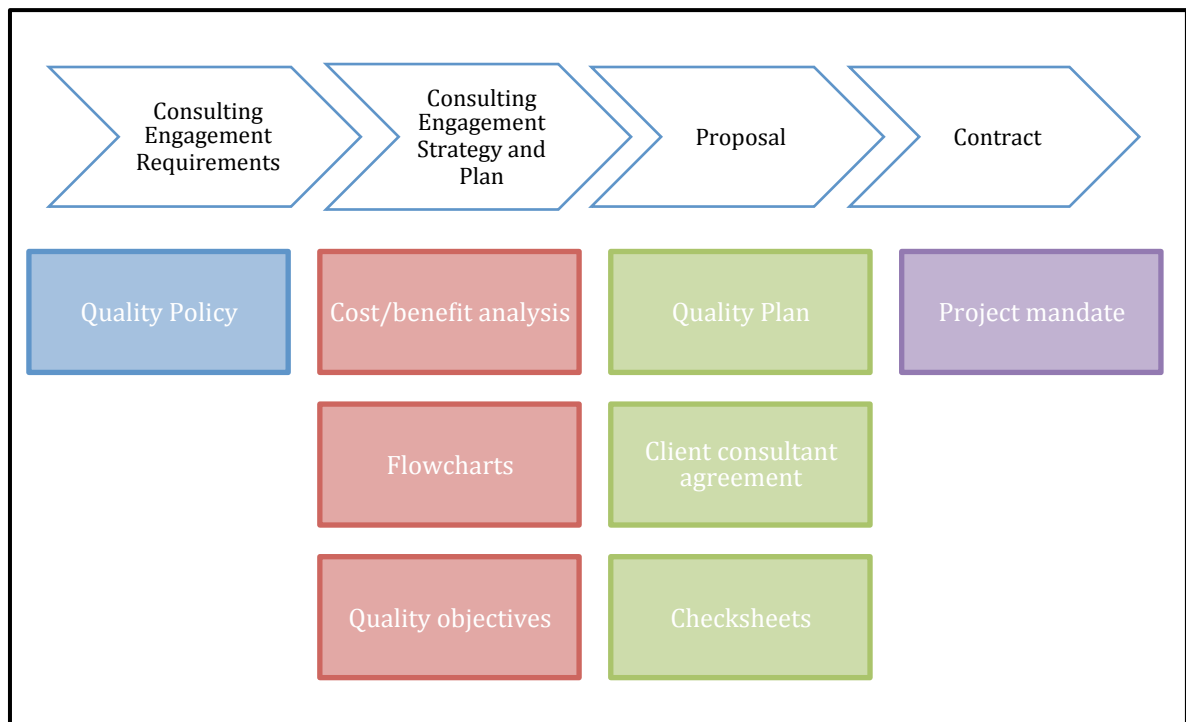 Consulting
Engagement
Requirements
Consulting
Engagement
Strategy and
Plan
Proposal
Contract
Quality Policy
Cost/benefit analysis
Quality Plan
Project mandate
Flowcharts
Client consultant
agreement
Quality objectives
Checksheets